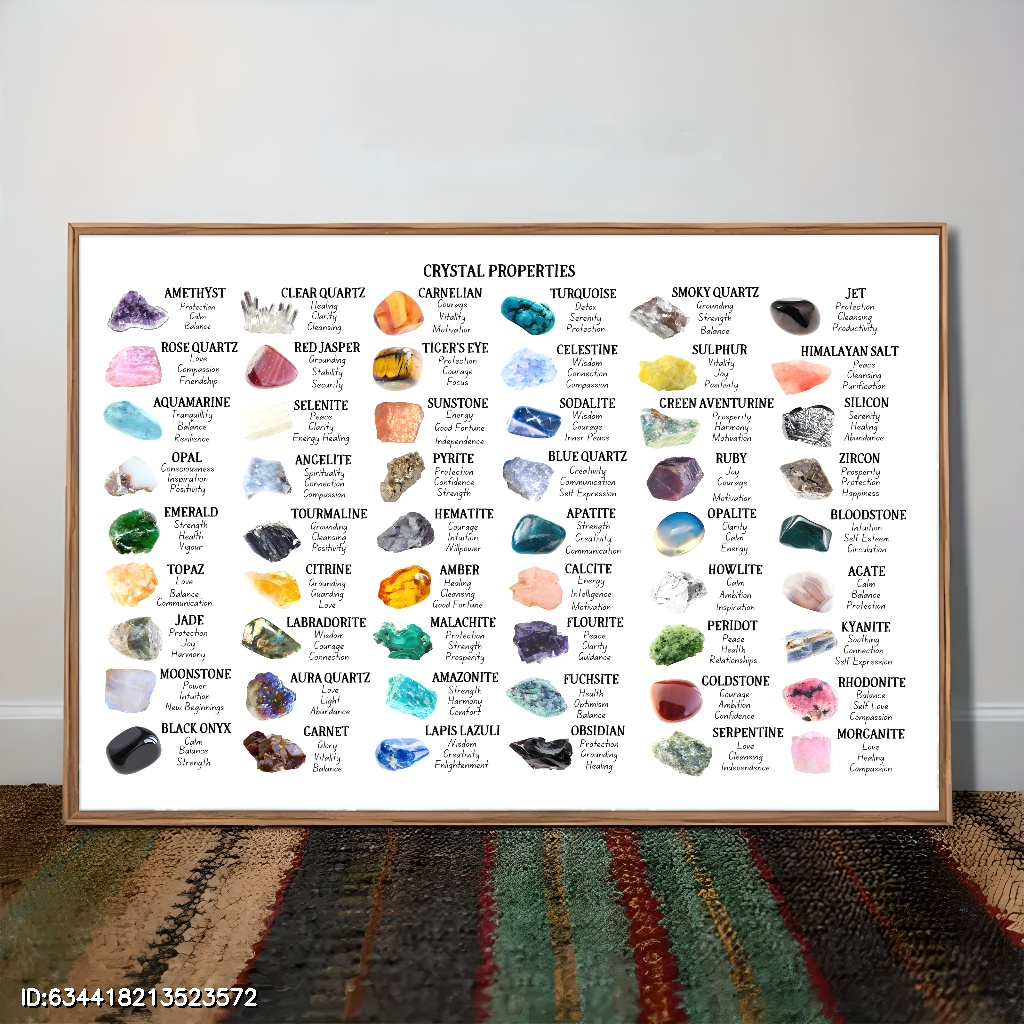 CRYSTAL PROPERTIES
AMETHYST
Protection
Calm
Balance
CLEAR QUARTZ
Healing
Clarity
Cleansing
CARNELIAN
Courage
Vitality
Motivation
TURQUOISE
Detox
Serenity
Protection
SMOKY QUARTZ
Grounding
Strength
Balance
JET
Protection
Cleansing
Productivity
ROSE QUARTZ
Love
Compassion
Friendship
RED JASPER
Grounding
Stability
Security
TIGER'S EYE
Protection
Courage
Focus
CELESTINE
Wisdom
Connection
Compassion
SULPHUR
Vitality
Joy
Positivity
HIMALAYAN SALT
Peace
Cleansing
Purification
AQUAMARINE
Tranquility
Balance
Resilience
SELENITE
Peace
Clarity
Energy Healing
SUNSTONE
Energy
Good Fortune
Independence
SODALITE
Wisdom
Courage
Inner Peace
GREEN AVENTURINE
Prosperity
Harmony
Motivation
SILICON
Serenity
Healing
Abundance
OPAL
Consciousness
Inspiration
Positivity
ANGELITE
Spirituality
Connection
Compassion
PYRITE
Protection
Confidence
Strength
BLUE QUARTZ
Creativity
Communication
Self Expression
RUBY
Joy
Courage
Motivation
ZIRCON
Prosperity
Protection
Happiness
EMERALD
Strength
Health
Vigour
TOURMALINE
Grounding
Cleansing
Positivity
HEMATITE
Courage
Intuition
Willpower
APATITE
Strength
Creativity
Communication
OPALITE
Clarity
Calm
Energy
BLOODSTONE
Intuition
Self Esteem
Circulation
TOPAZ
Love
Balance
Communication
CITRINE
Grounding
Guarding
Love
AMBER
Healing
Cleansing
Good Fortune
CALCITE
Energy
Intelligence
Motivation
HOWLITE
Calm
Ambition
Inspiration
AGATE
Calm
Balance
Protection
JADE
Protection
Joy
Harmony
LABRADORITE
Wisdom
Courage
Connection
MALACHITE
Protection
Strength
Prosperity
FLOURITE
Peace
Clarity
Guidance
PERIDOT
Peace
Health
Relationships
KYANITE
Soothing
Connection
Self Expression
MOONSTONE
Power
Intuition
New Beginnings
AURA QUARTZ
Love
Light
Abundance
AMAZONITE
Strength
Harmony
Comfort
FUCHSITE
Health
Optimism
Balance
GOLDSTONE
Courage
Ambition
Confidence
RHODONITE
Balance
Self Love
Compassion
BLACK ONYX
Calm
Balance
Strength
GARNET
Glory
Vitality
Balance
LAPIS LAZULI
Wisdom
Creativity
Enlightenment
OBSIDIAN
Protection
Grounding
Healing
SERPENTINE
Love
Cleansing
Independence
MORGANITE
Love
Healing
Compassion
ID:634418213523572